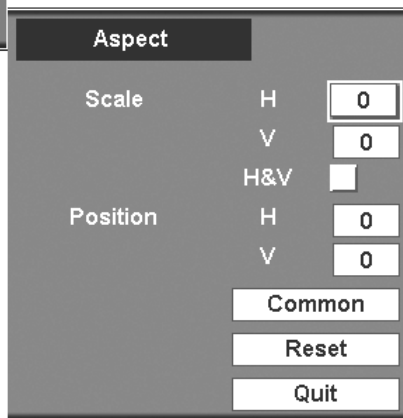 Aspect
Scale H 0
V 0
H&V
Position H 0
V 0
Common
Reset
Quit